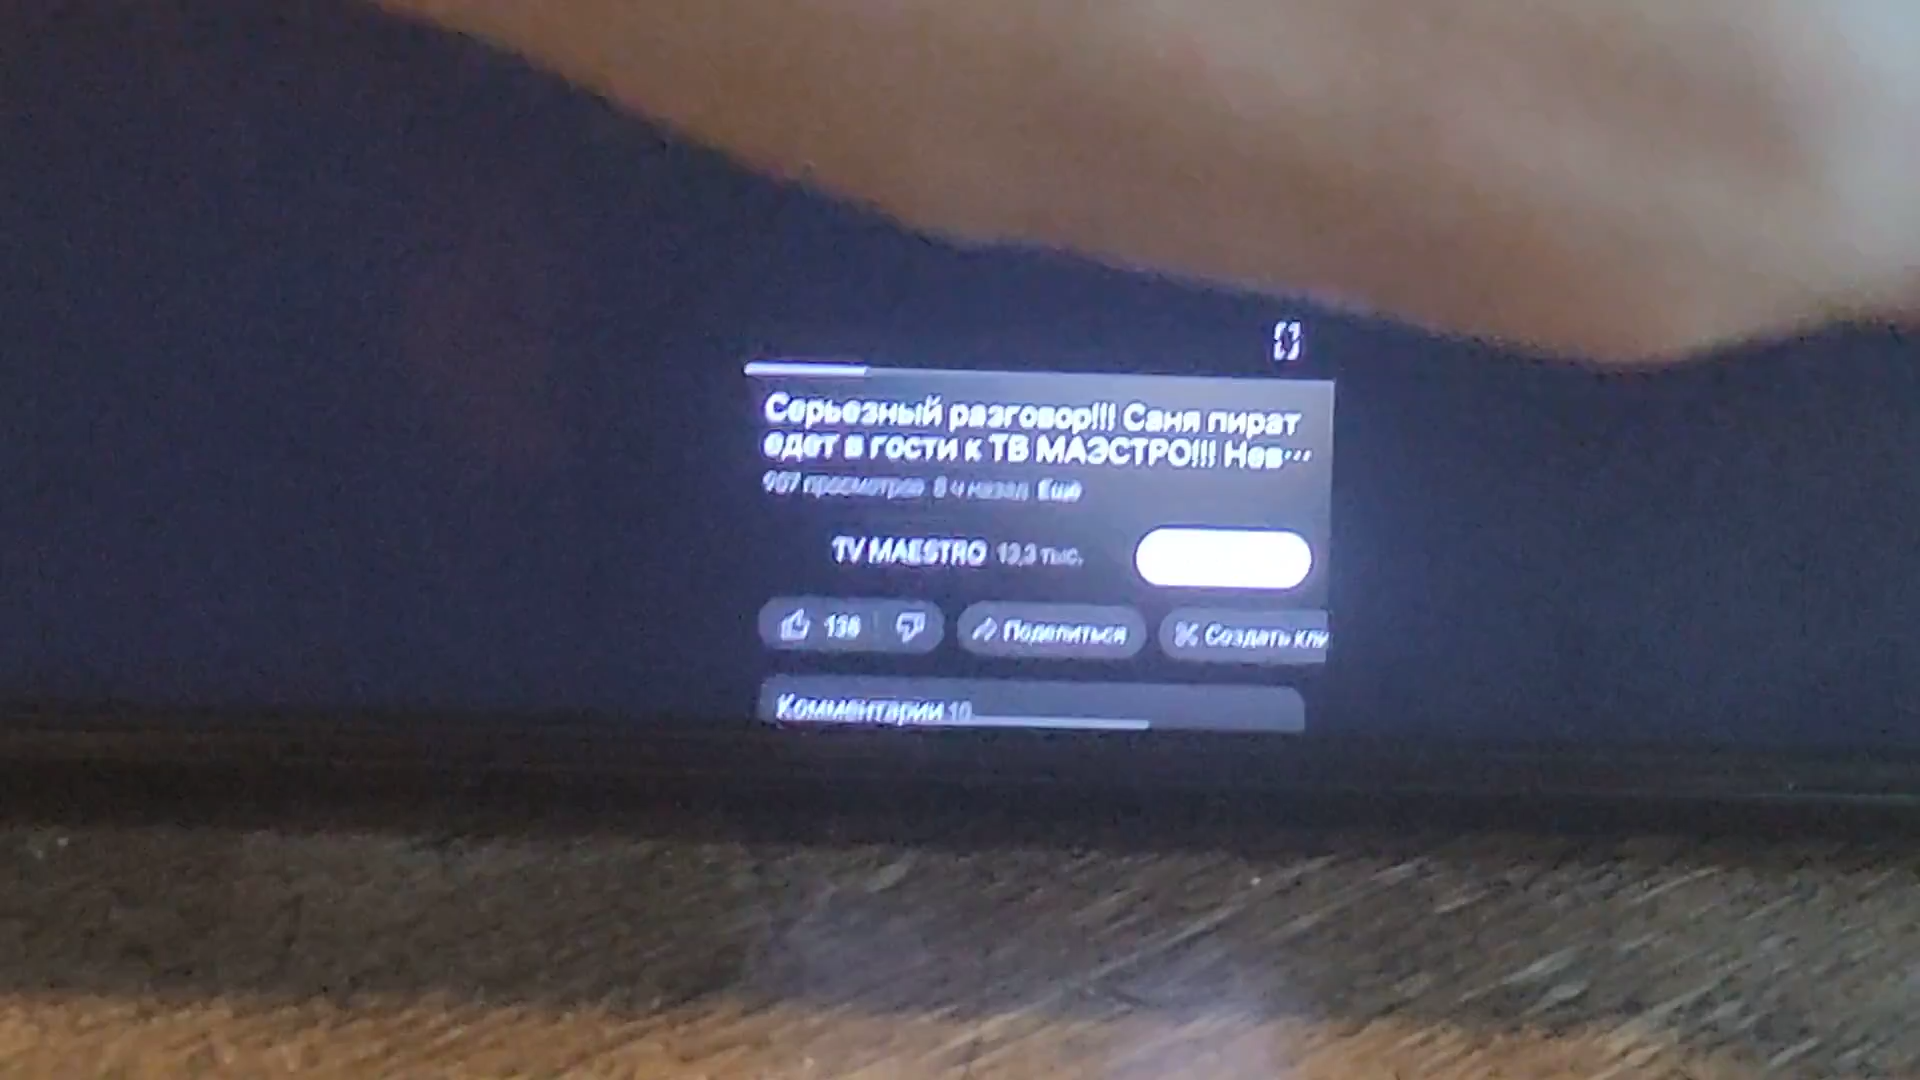 Серьезный разговор!!! Саня пират
едет в гости к ТВ МАЭСТРО!!! Нев...
907 просмотров 8 ч назад Ещё
TV MAESTRO 13,3 тыс.
138
Поделиться
Создать кли
Комментарии 10